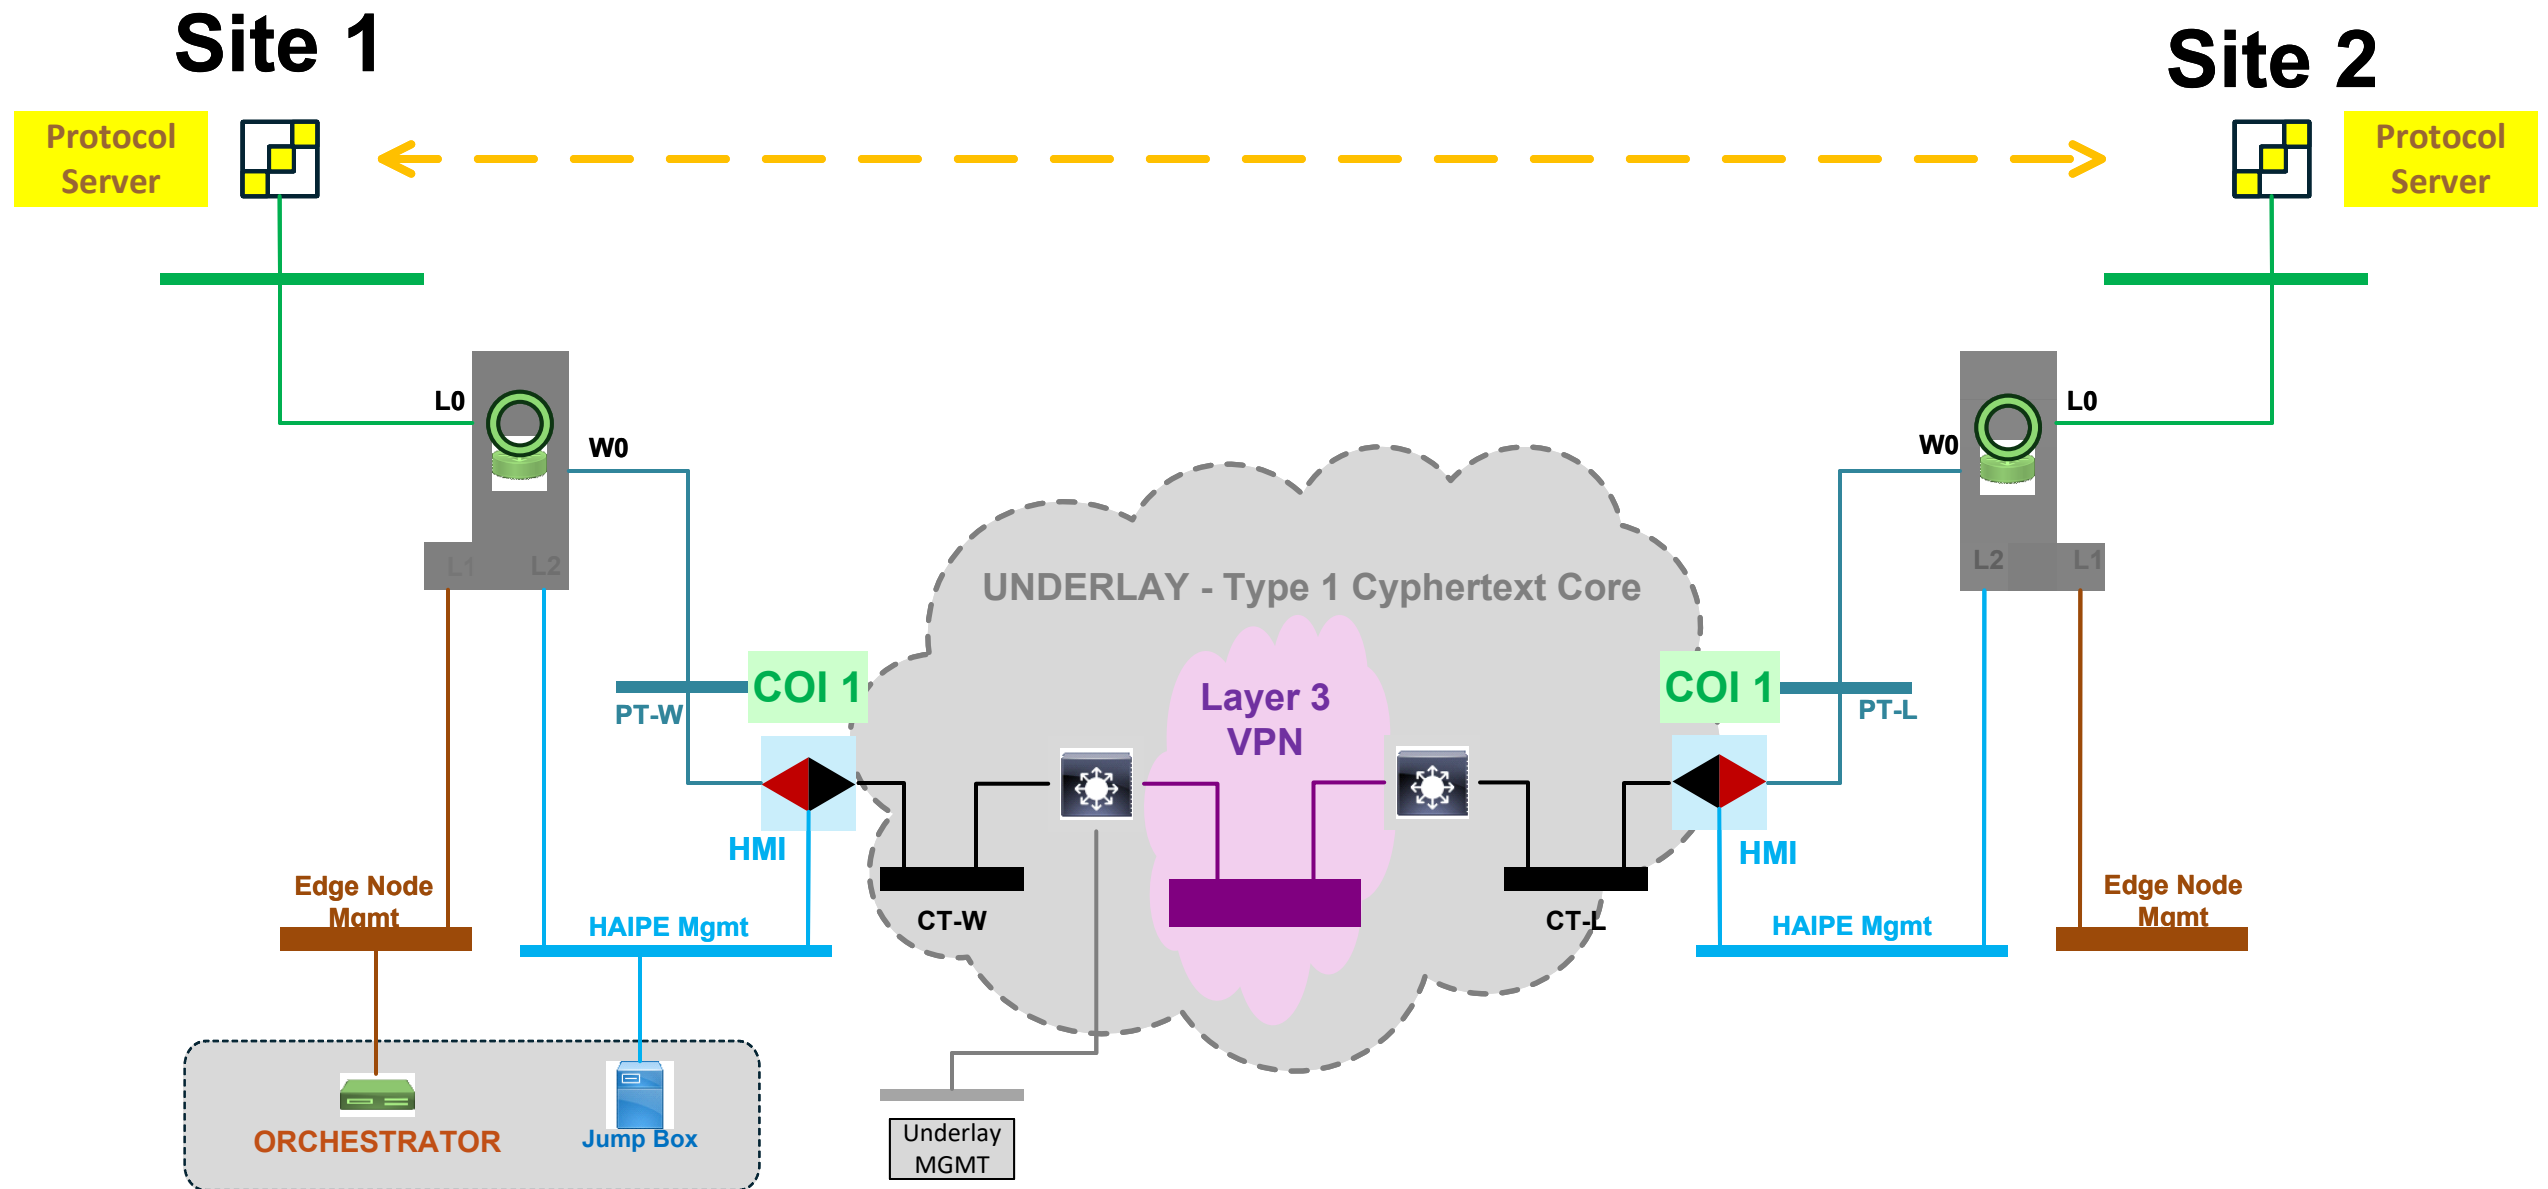 Site 1
Site 2
Protocol
Server
Protocol
Server
L0
L0
W0
W0
L1
L2
L2
L1
UNDERLAY - Type 1 Cyphertext Core
COI 1
COI 1
Layer 3
VPN
PT-W
PT-L
HMI
HMI
Edge Node
Mgmt
Edge Node
Mgmt
HAIPE Mgmt
CT-W
CT-L
HAIPE Mgmt
ORCHESTRATOR
Jump Box
Underlay
MGMT